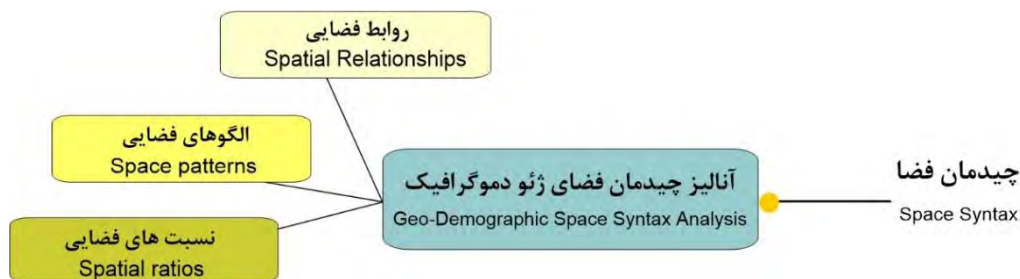 روابط فضایی
Spatial Relationships
الگوهای فضایی
Space patterns
نسبت های فضایی
Spatial ratios
آنالیز چیدمان فضای ژئو دموگرافیک
Geo-Demographic Space Syntax Analysis
چیدمان فضا
Space Syntax